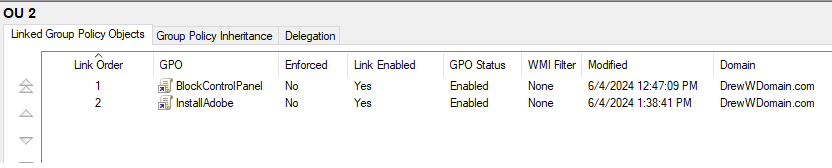 OU 2
Linked Group Policy Objects Group Policy Inheritance Delegation
Link Order GPO Enforced Link Enabled GPO Status WMI Filter Modified Domain
1 BlockControlPanel No Yes Enabled None 6/4/2024 12:47:09 PM DrewWDomain.com
2 InstallAdobe No Yes Enabled None 6/4/2024 1:38:41 PM DrewWDomain.com